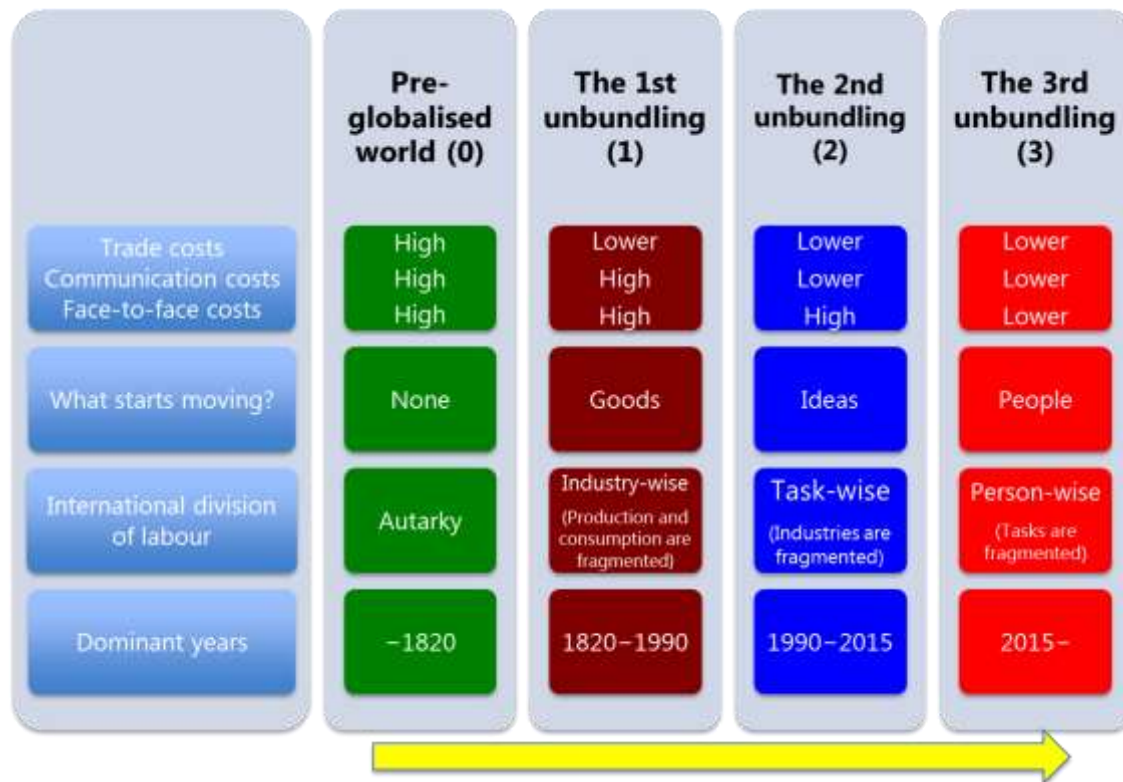 Pre-
globalised
world (0)
The 1st
unbundling
(1)
The 2nd
unbundling
(2)
The 3rd
unbundling
(3)
Trade costs
Communication costs
Face-to-face costs
High
High
High
Lower
High
High
Lower
Lower
High
Lower
Lower
Lower
What starts moving?
None
Goods
Ideas
People
International division
of labour
Autarky
Industry-wise
(Production and
consumption are
fragmented)
Task-wise
(Industries are
fragmented)
Person-wise
(Tasks are
fragmented)
Dominant years
−1820
1820−1990
1990−2015
2015−